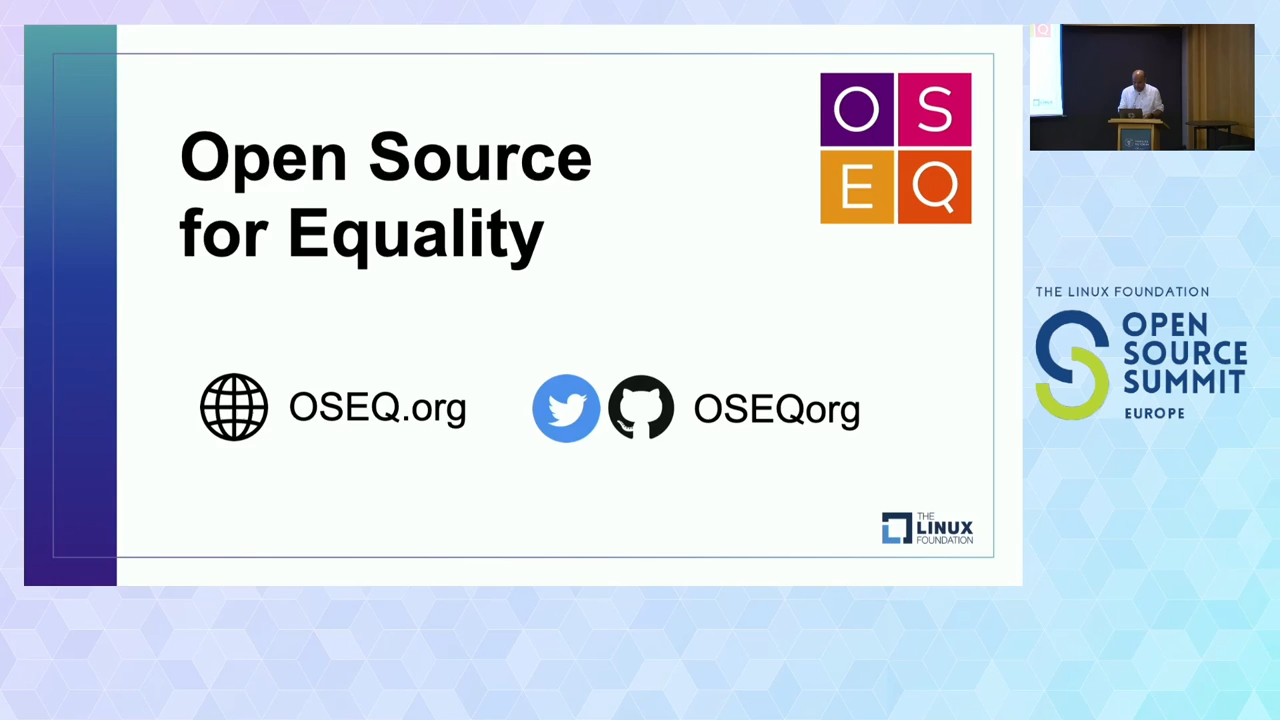 Open Source
for Equality
O S
E Q
OSEQ.org
OSEQorg
THE
LINUX
FOUNDATION
THE LINUX FOUNDATION
OPEN
SOURCE
SUMMIT
EUROPE